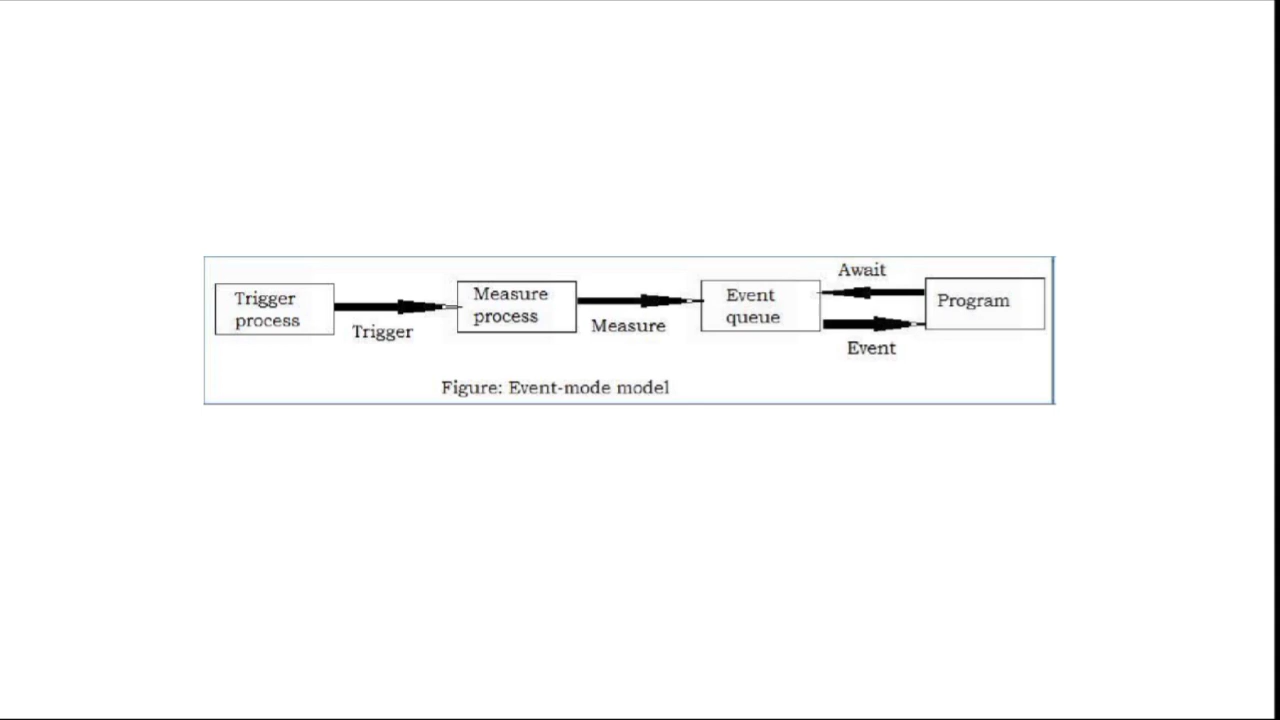 Trigger
process
Trigger
Measure
process
Measure
Event
queue
Await
Event
Program
Figure: Event-mode model